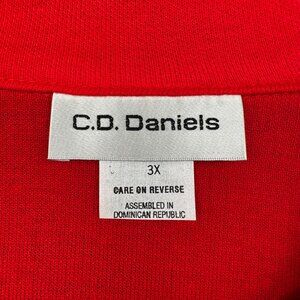 C.D. Daniels
3X
CARE ON REVERSE
ASSEMBLED IN
DOMINICAN REPUBLIC